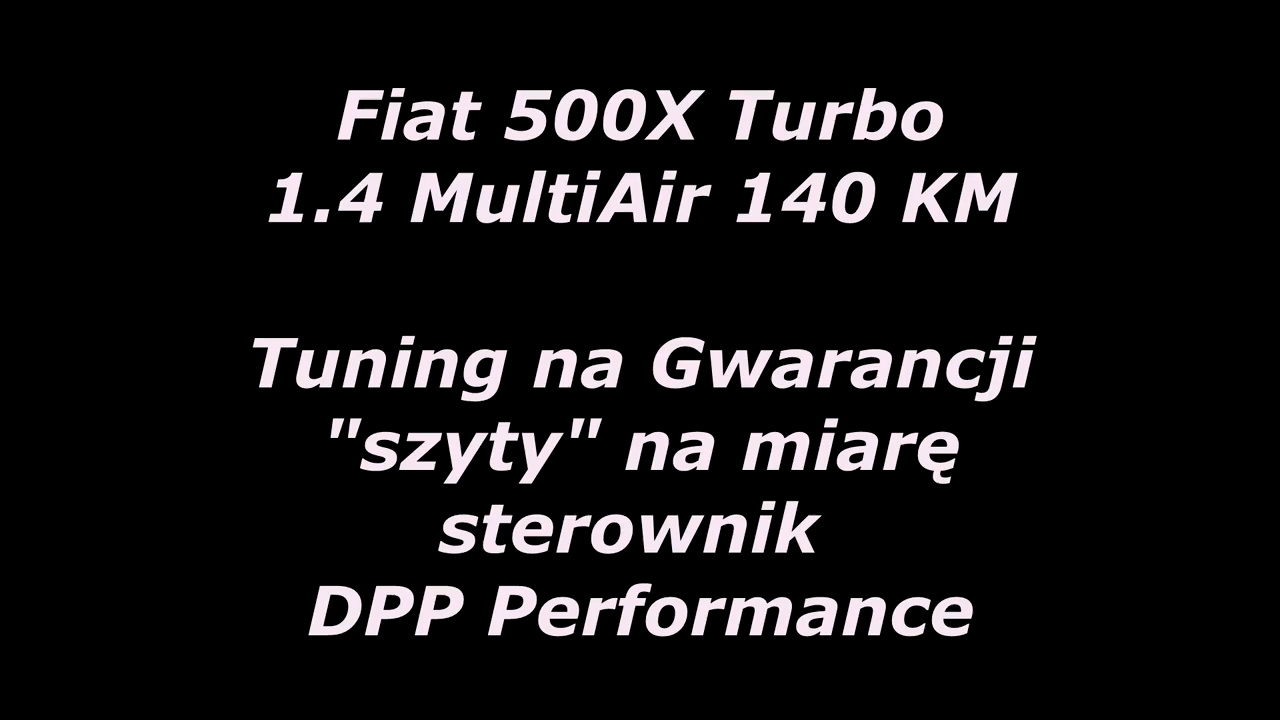 Fiat 500X Turbo
1.4 MultiAir 140 KM
Tuning na Gwarancji
"szyty" na miarę
sterownik
DPP Performance